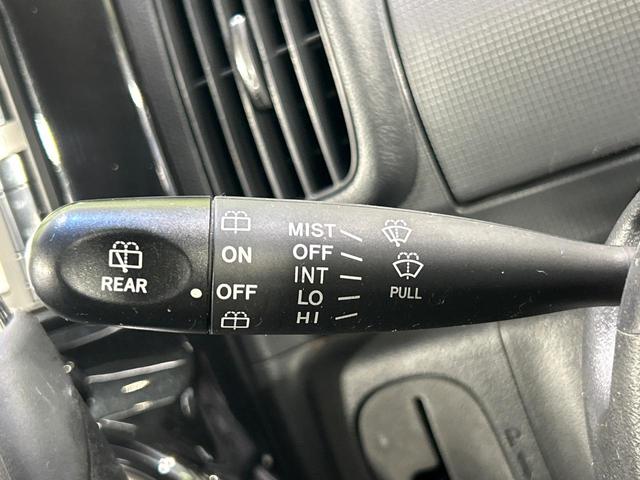 REAR
ON
OFF
MIST
OFF
INT
LO
HI
PULL
P